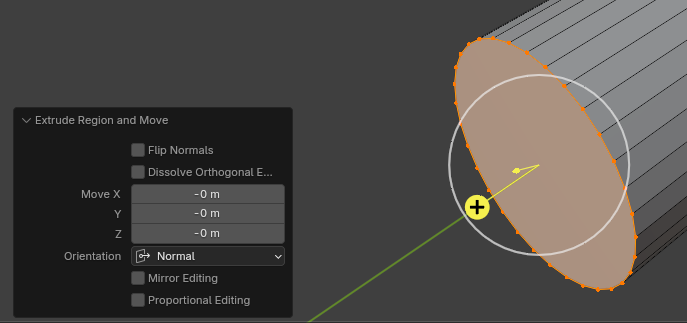 Extrude Region and Move
Flip Normals
Dissolve Orthogonal E...
Move X -0 m
Y -0 m
Z -0 m
Orientation Normal
Mirror Editing
Proportional Editing